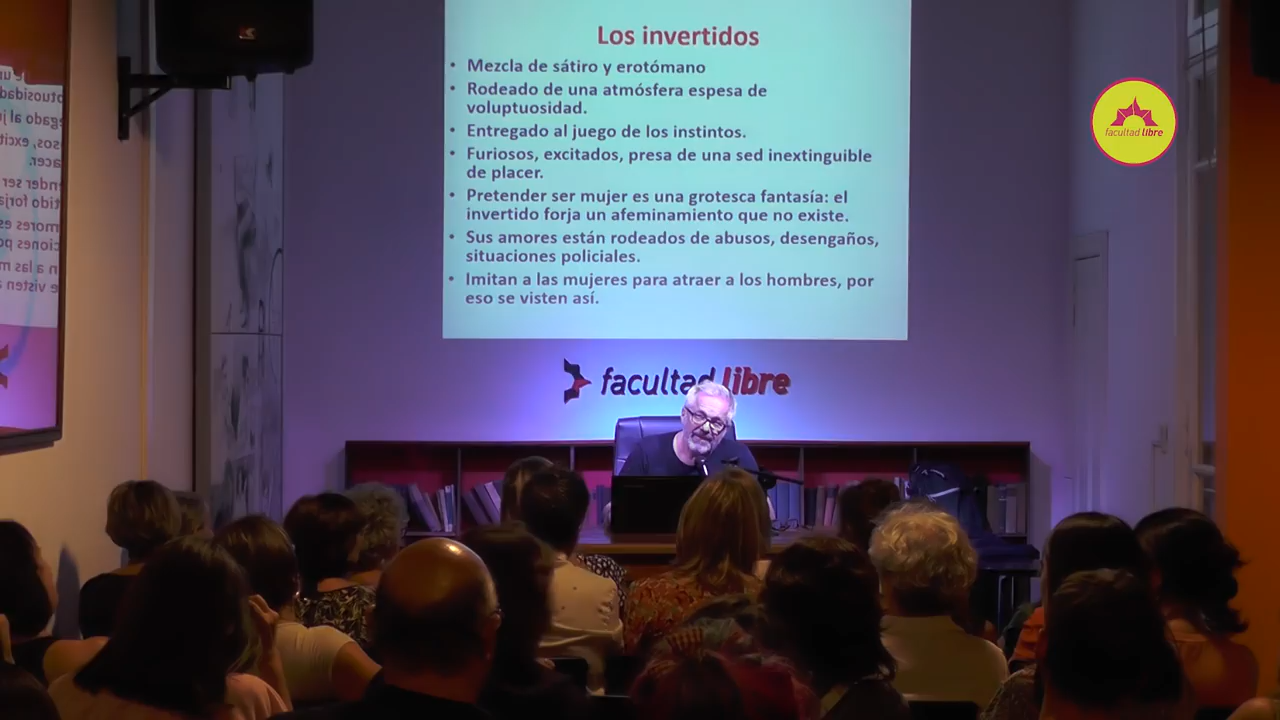 Los invertidos
• Mezcla de sátiro y erotómano
• Rodeado de una atmósfera espesa de
voluptuosidad.
• Entregado al juego de los instintos.
• Furiosos, excitados, presa de una sed inextinguible
de placer.
• Pretender ser mujer es una grotesca fantasía: el
invertido forja un afeminamiento que no existe.
• Sus amores están rodeados de abusos, desengaños,
situaciones policiales.
• Imitan a las mujeres para atraer a los hombres, por
eso se visten así.
facultad libre
facultad libre